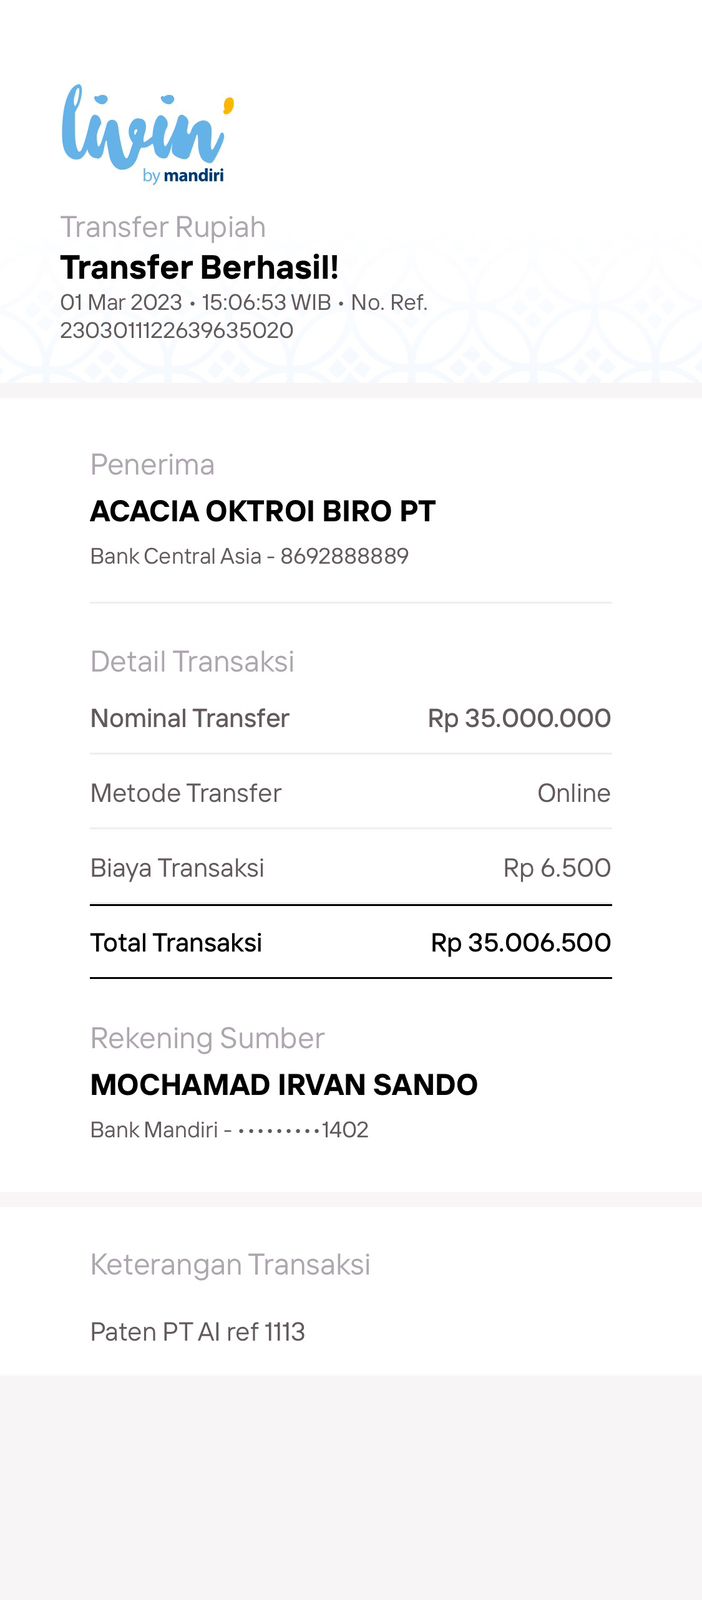 livin'
by mandiri
Transfer Rupiah
Transfer Berhasil!
01 Mar 2023 • 15:06:53 WIB • No. Ref.
2303011122639635020
Penerima
ACACIA OKTROI BIRO PT
Bank Central Asia - 8692888889
Detail Transaksi
Nominal Transfer Rp 35.000.000
Metode Transfer Online
Biaya Transaksi Rp 6.500
Total Transaksi Rp 35.006.500
Rekening Sumber
MOCHAMAD IRVAN SANDO
Bank Mandiri - •••••••••1402
Keterangan Transaksi
Paten PT AI ref 1113